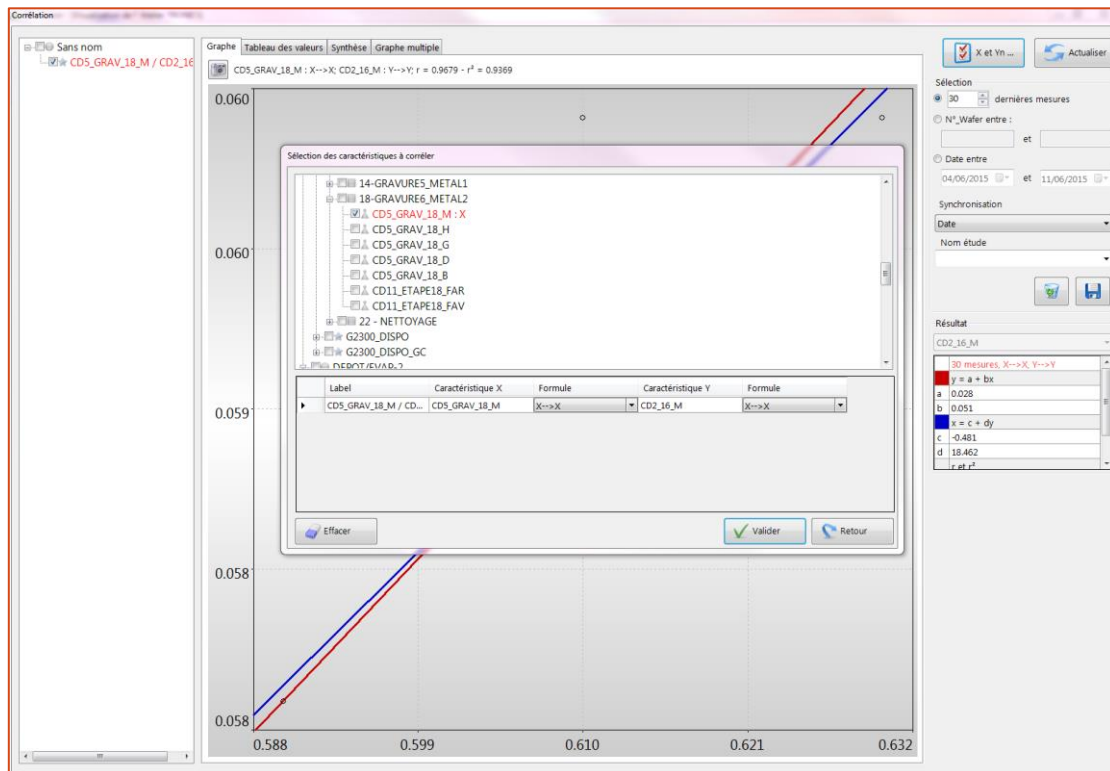 Corrélation
Sans nom
CD5_GRAV_18_M / CD2_16
Graphe Tableau des valeurs Synthèse Graphe multiple
CD5_GRAV_18_M : X-->X; CD2_16_M : Y-->Y; r = 0.9679 - r² = 0.9369
0.060
0.060
0.059
0.058
0.058
0.588 0.599 0.610 0.621 0.632
Sélection des caractéristiques à corréler
14-GRAVURE5_METAL1
18-GRAVURE6_METAL2
CD5_GRAV_18_M : X
CD5_GRAV_18_H
CD5_GRAV_18_G
CD5_GRAV_18_D
CD5_GRAV_18_B
CD11_ETAPE18_FAR
CD11_ETAPE18_FAV
22 - NETTOYAGE
G2300_DISPO
G2300_DISPO_GC
DEPOT/EVAP-2
Label Caractéristique X Formule Caractéristique Y Formule
CD5_GRAV_18_M / CD... CD5_GRAV_18_M X-->X CD2_16_M X-->X
Effacer Valider Retour
X et Yn ... Actualiser
Sélection
30 dernières mesures
N°_Wafer entre :
et
Date entre
04/06/2015 et 11/06/2015
Synchronisation
Date
Nom étude
Résultat
CD2_16_M
30 mesures, X-->X, Y-->Y
y = a + bx
a 0.028
b 0.051
x = c + dy
c -0.481
d 18.462
r et r²